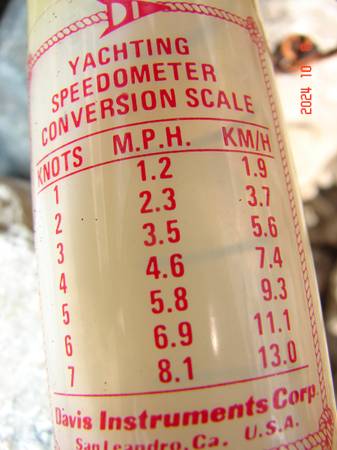 DI
YACHTING
SPEEDOMETER
CONVERSION SCALE
KNOTS M.P.H. KM/H
1 1.2 1.9
2 2.3 3.7
3 3.5 5.6
4 4.6 7.4
5 5.8 9.3
6 6.9 11.1
7 8.1 13.0
Davis Instruments Corp.
San Leandro, Ca. U.S.A.
2024 10